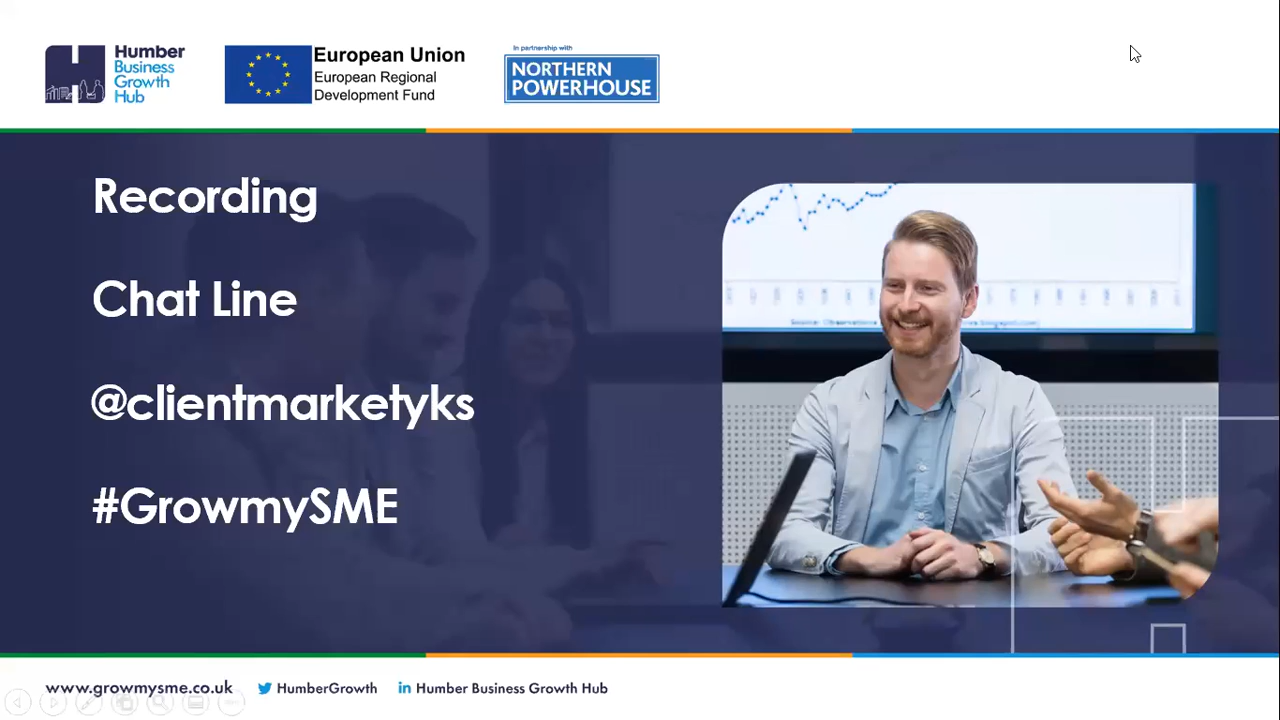 Humber
Business
Growth
Hub
European Union
European Regional
Development Fund
In partnership with
NORTHERN
POWERHOUSE
Recording
Chat Line
@clientmarketyks
#GrowmySME
www.growmysme.co.uk
HumberGrowth
in Humber Business Growth Hub